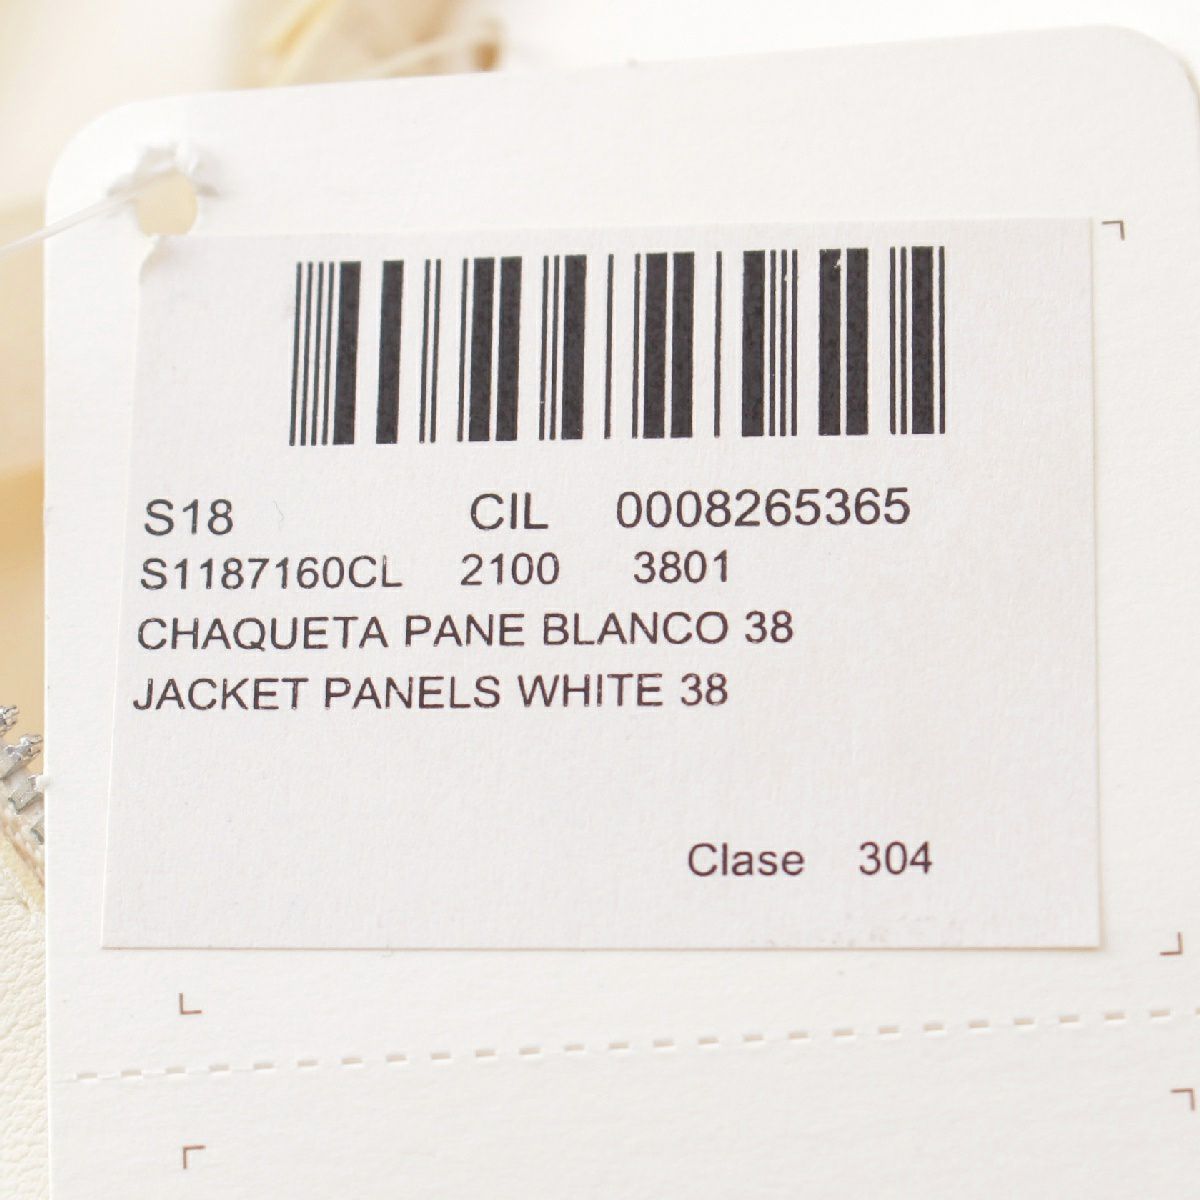 S18 CIL 0008265365
S1187160CL 2100 3801
CHAQUETA PANE BLANCO 38
JACKET PANELS WHITE 38
Clase 304